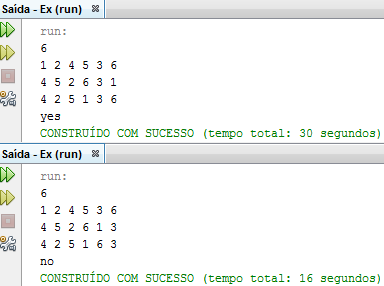 Saída - Ex (run)
run:
6
1 2 4 5 3 6
4 5 2 6 3 1
4 2 5 1 3 6
yes
CONSTRUÍDO COM SUCESSO (tempo total: 30 segundos)
Saída - Ex (run)
run:
6
1 2 4 5 3 6
4 5 2 6 1 3
4 2 5 1 6 3
no
CONSTRUÍDO COM SUCESSO (tempo total: 16 segundos)